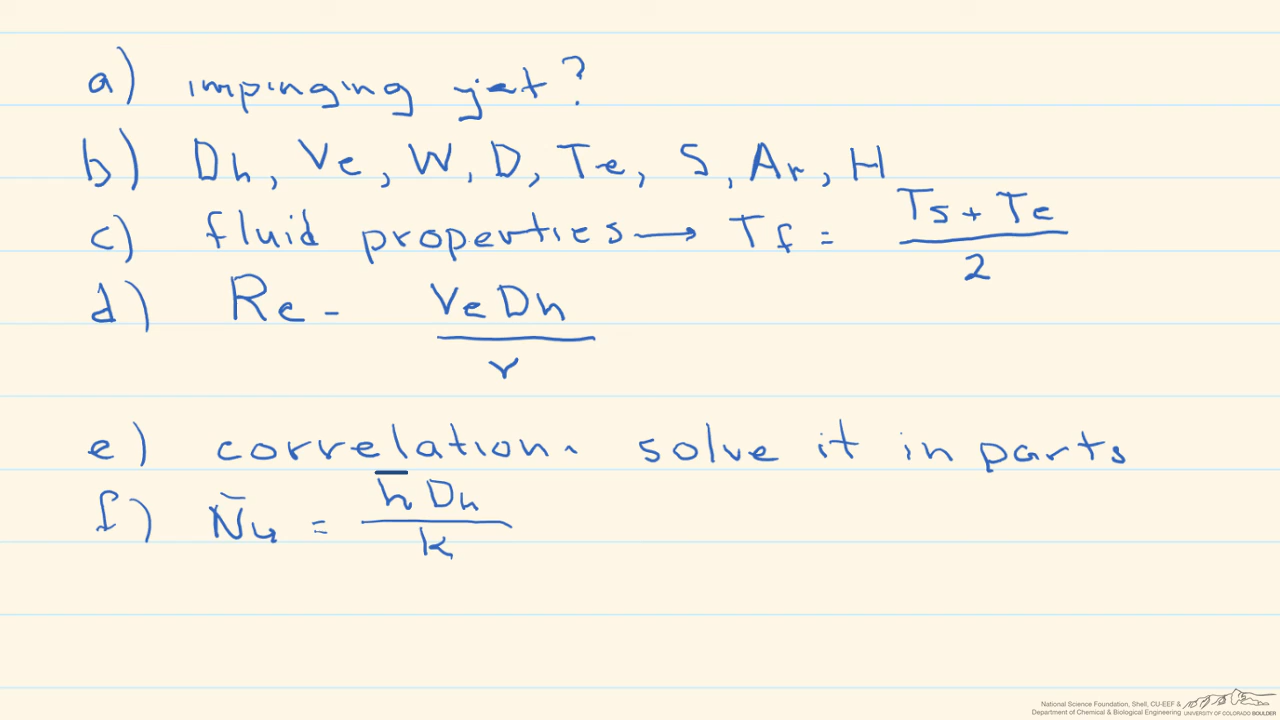 a) impinging jet?
b) Dh, Ve, W, D, Te, S, Ar, H
c) fluid properties → Tf = (Ts + Te) / 2
d) Re - VeDh / ν
e) correlation. solve it in parts
f) N̄u = h̄ Dh / k
National Science Foundation, Shell, CU-EEF &
Department of Chemical & Biological Engineering UNIVERSITY OF COLORADO BOULDER